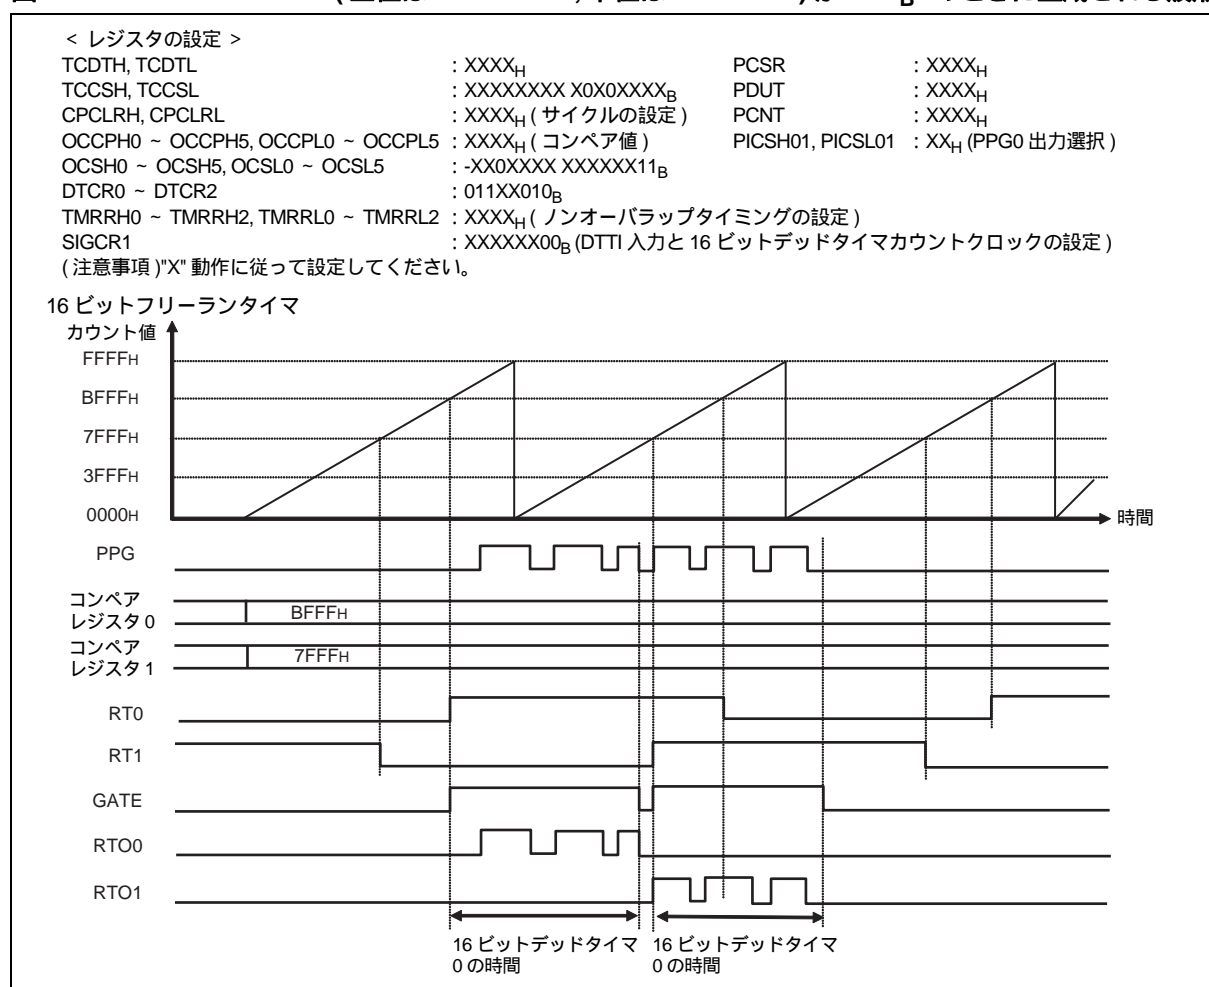 < レジスタの設定 >
TCDTH, TCDTL : XXXXH PCSR : XXXXH
TCCSH, TCCSL : XXXXXXXX X0X0XXXXB PDUT : XXXXH
CPCLRH, CPCLRL : XXXXH ( サイクルの設定 ) PCNT : XXXXH
OCCPH0 ~ OCCPH5, OCCPL0 ~ OCCPL5 : XXXXH ( コンペア値 ) PICSH01, PICSL01 : XXH (PPG0 出力選択 )
OCSH0 ~ OCSH5, OCSL0 ~ OCSL5 : -XX0XXXX XXXXXX11B
DTCR0 ~ DTCR2 : 011XX010B
TMRRH0 ~ TMRRH2, TMRRL0 ~ TMRRL2 : XXXXH ( ノンオーバラップタイミングの設定 )
SIGCR1 : XXXXXX00B (DTTI 入力と 16 ビットデッドタイマカウントクロックの設定 )
( 注意事項 )"X" 動作に従って設定してください。
16 ビットフリーランタイマ
カウント値
FFFFH
BFFFH
7FFFH
3FFFH
0000H
時間
PPG
コンペア
レジスタ 0
BFFFH
コンペア
レジスタ 1
7FFFH
RT0
RT1
GATE
RTO0
RTO1
16 ビットデッドタイマ
0 の時間
16 ビットデッドタイマ
0 の時間